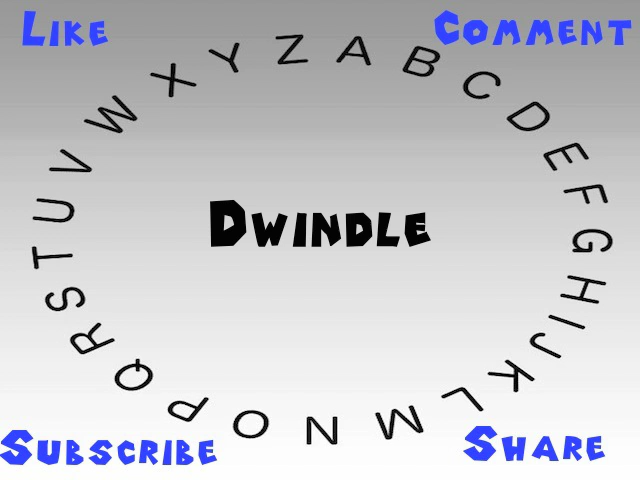 Like
Comment
A B C D E F G H I J K L M N O P Q R S T U V W X Y Z
Dwindle
Subscribe
Share